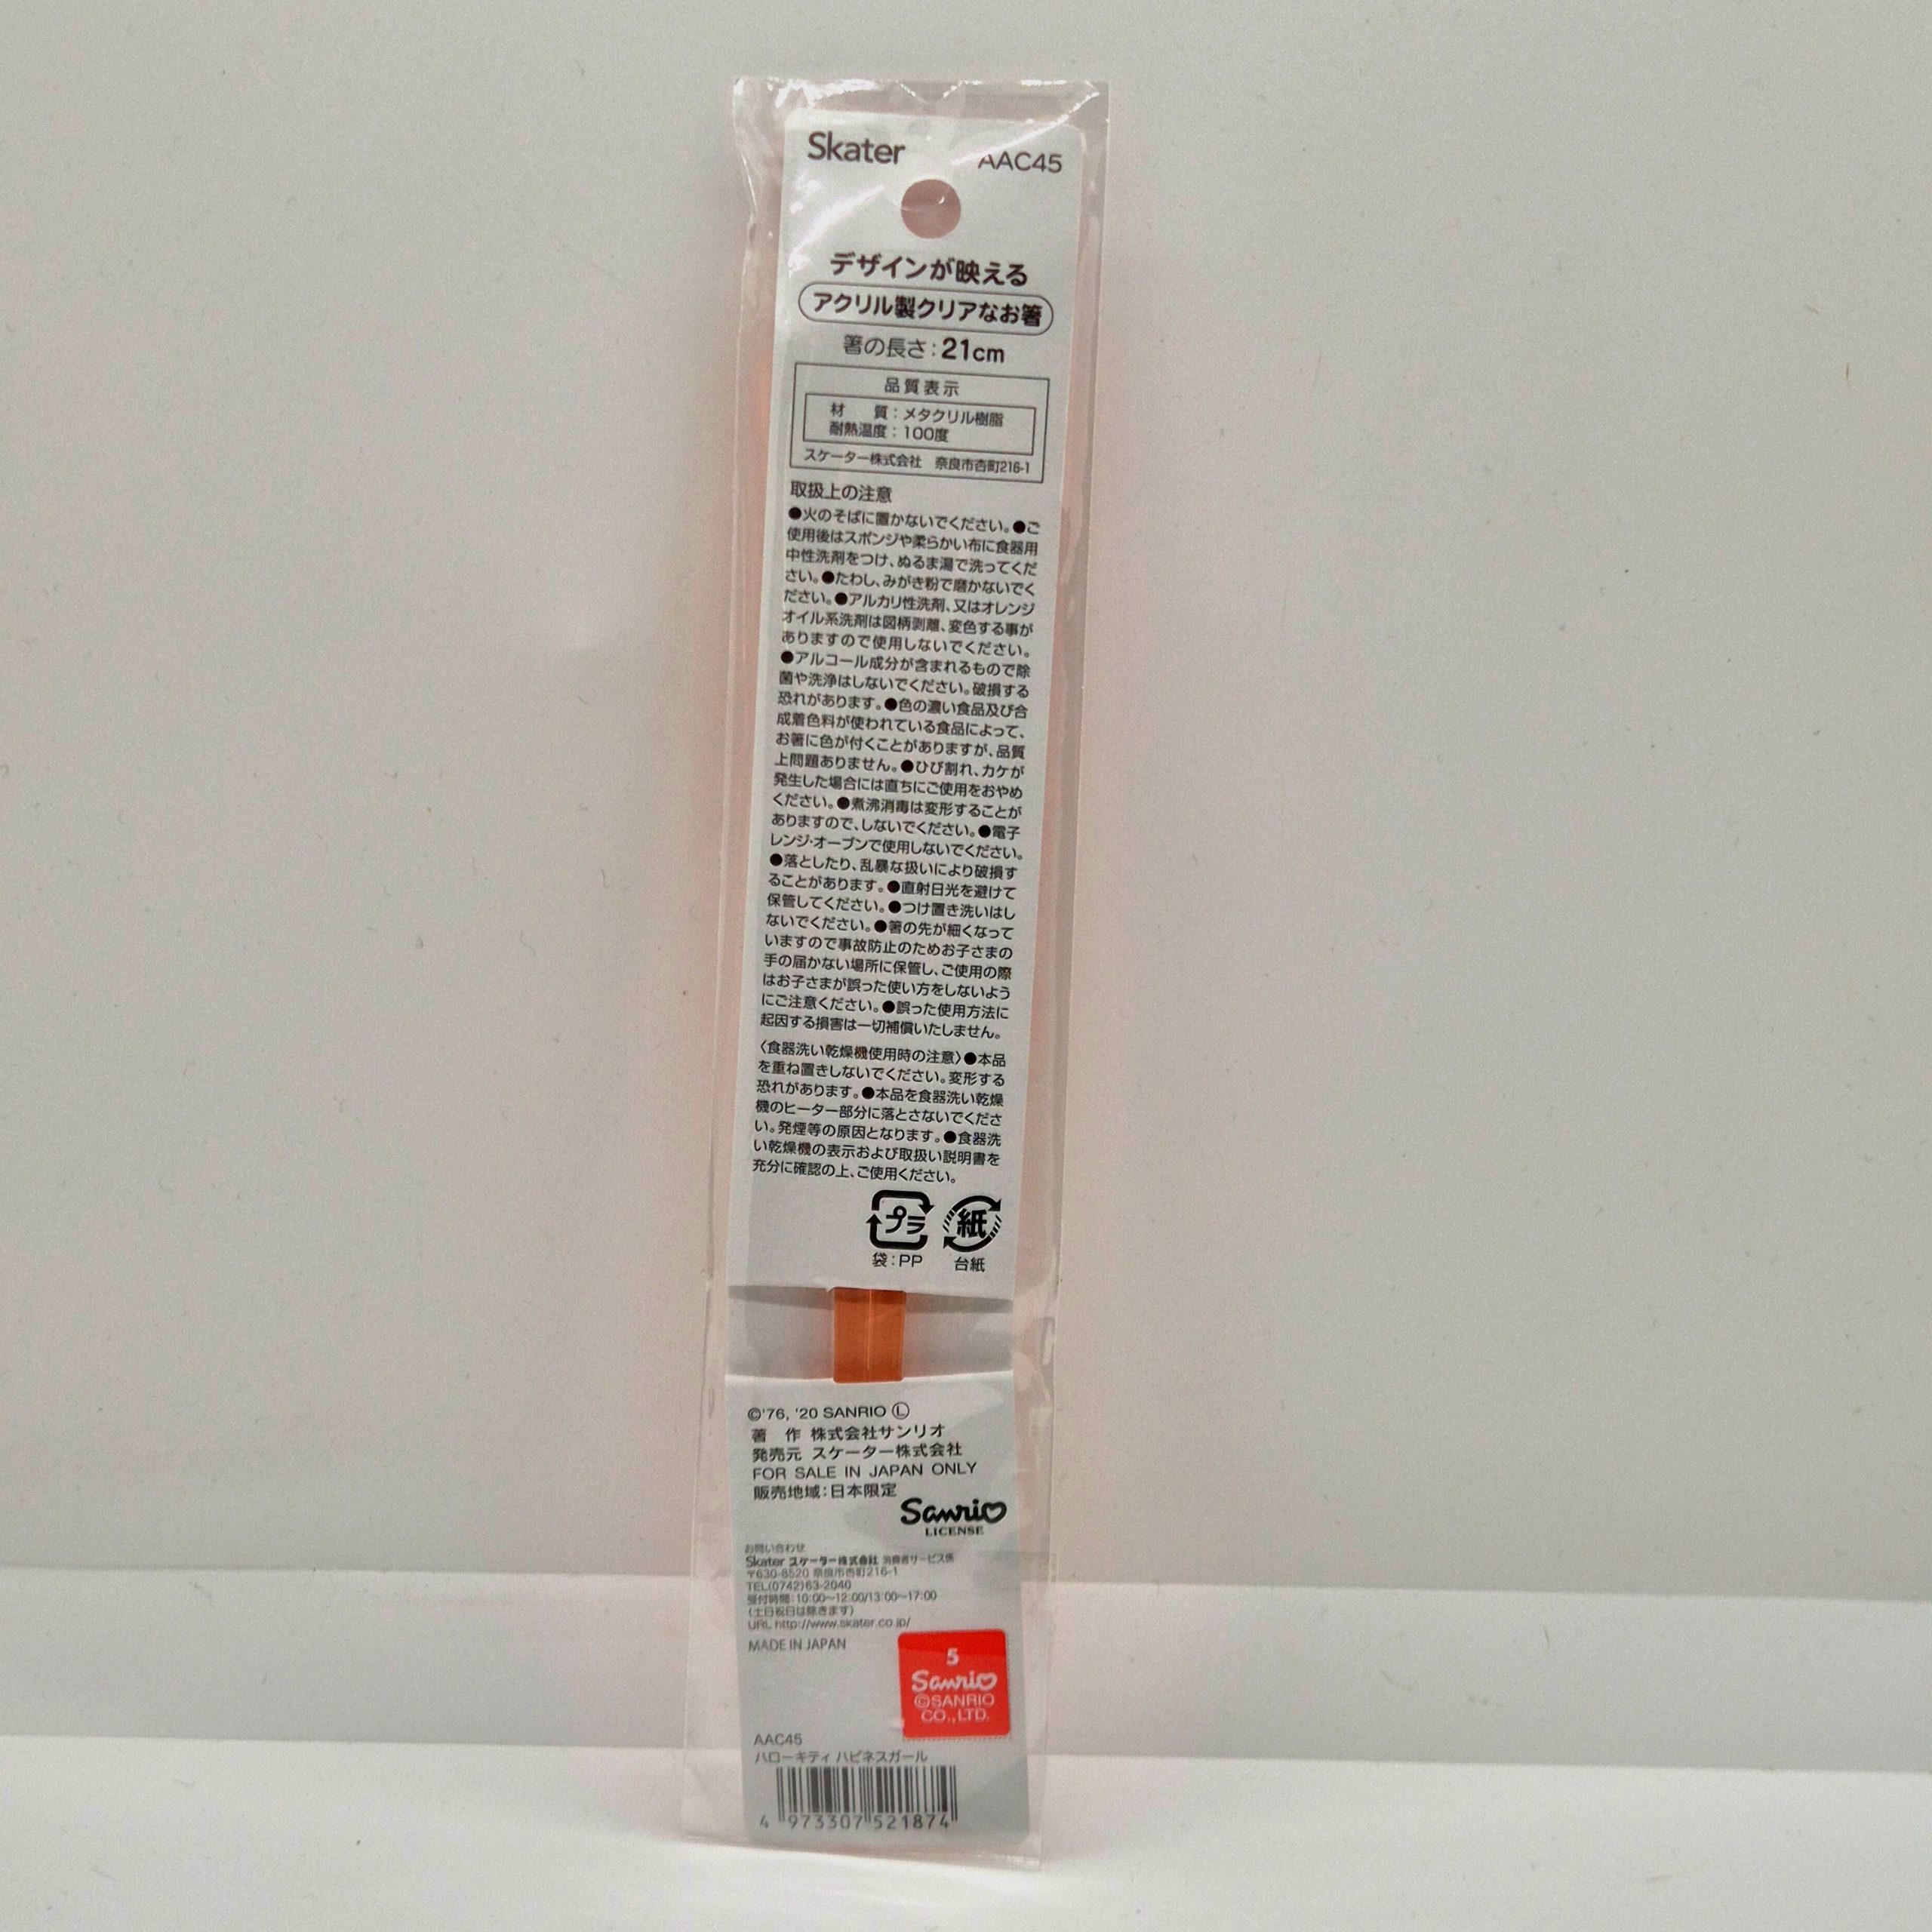 Skater
AAC45
デザインが映える
アクリル製クリアなお箸
箸の長さ:21cm
品質表示
材　質:メタクリル樹脂
耐熱温度:100度
スケーター株式会社　奈良市杏町216-1
取扱上の注意
●火のそばに置かないでください。●ご
使用後はスポンジや柔らかい布に食器用
中性洗剤をつけ、ぬるま湯で洗ってくだ
さい。●たわし、みがき粉で磨かないでく
ださい。●アルカリ性洗剤、又はオレンジ
オイル系洗剤は図柄剥離、変色する事が
ありますので使用しないでください。
●アルコール成分が含まれるもので除
菌や洗浄はしないでください。破損する
恐れがあります。●色の濃い食品及び合
成着色料が使われている食品によって、
お箸に色が付くことがありますが、品質
上問題ありません。●ひび割れ、カケが
発生した場合には直ちにご使用をおやめ
ください。●煮沸消毒は変形することが
ありますので、しないでください。●電子
レンジ・オーブンで使用しないでください。
●落としたり、乱暴な扱いにより破損す
ることがあります。●直射日光を避けて
保管してください。●つけ置き洗いはし
ないでください。●箸の先が細くなって
いますので事故防止のためお子さまの
手の届かない場所に保管し、ご使用の際
はお子さまが誤った使い方をしないよう
にご注意ください。●誤った使用方法に
起因する損害は一切補償いたしません。
〈食器洗い乾燥機使用時の注意〉●本品
を重ね置きしないでください。変形する
恐れがあります。●本品を食器洗い乾燥
機のヒーター部分に落とさないでくださ
い。発煙等の原因となります。●食器洗
い乾燥機の表示および取扱い説明書を
充分に確認の上、ご使用ください。
プラ 紙
袋:PP 台紙
©'76, '20 SANRIO Ⓛ
著　作 株式会社サンリオ
発売元 スケーター株式会社
FOR SALE IN JAPAN ONLY
販売地域:日本限定
Sanrio
LICENSE
お問い合わせ
Skater スケーター株式会社 消費者サービス係
〒630-8520 奈良市杏町216-1
TEL(0742)63-2040
受付時間:10:00〜12:00/13:00〜17:00
(土日祝日は除きます)
URL http://www.skater.co.jp/
MADE IN JAPAN
5
Sanrio
©SANRIO
CO.,LTD.
AAC45
ハローキティ ハピネスガール
4 973307 521874